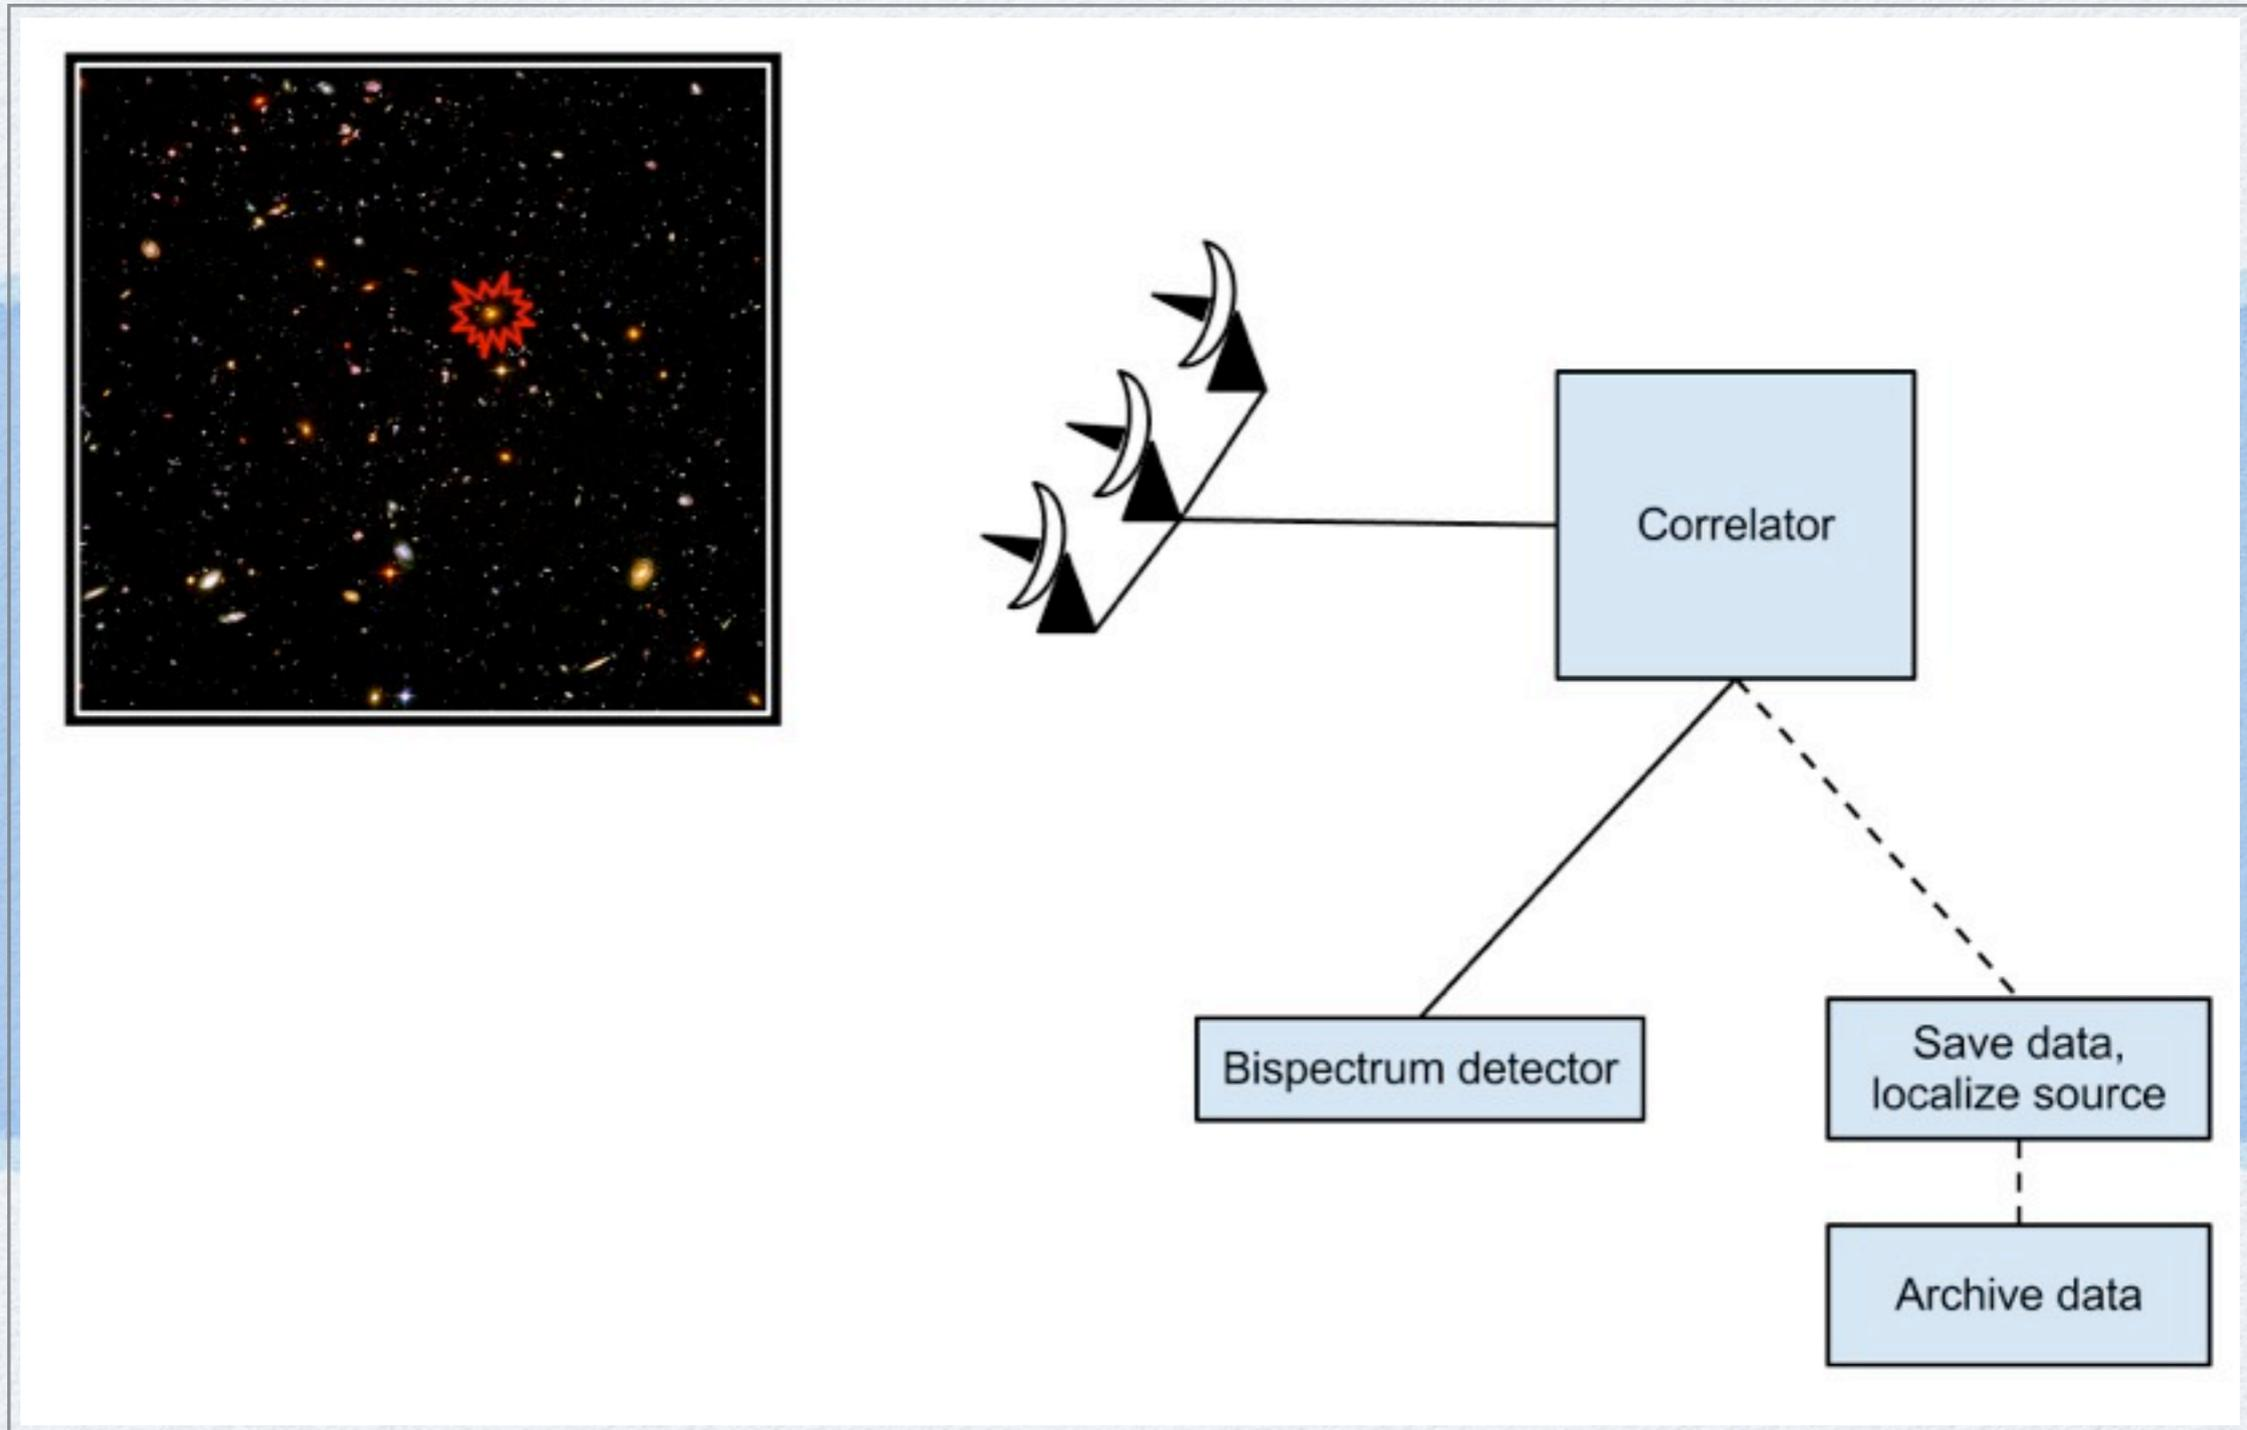 Correlator
Bispectrum detector
Save data,
localize source
Archive data